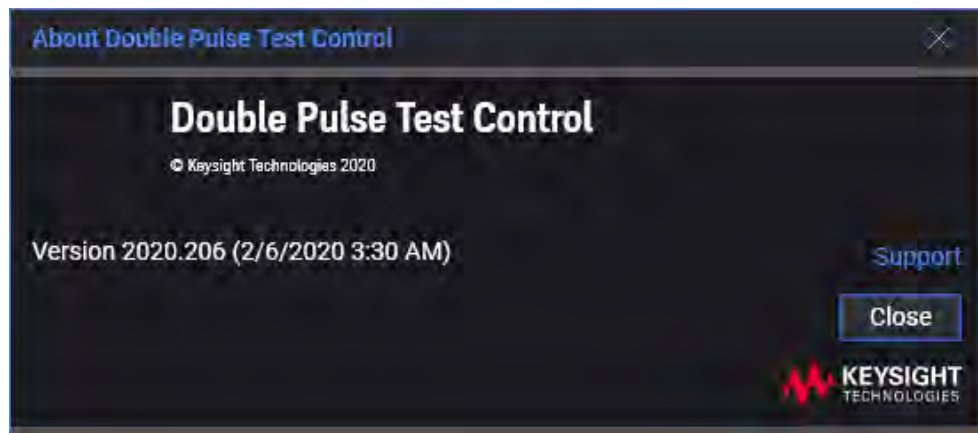 About Double Pulse Test Control
Double Pulse Test Control
© Keysight Technologies 2020
Version 2020.206 (2/6/2020 3:30 AM)
Support
Close
KEYSIGHT
TECHNOLOGIES